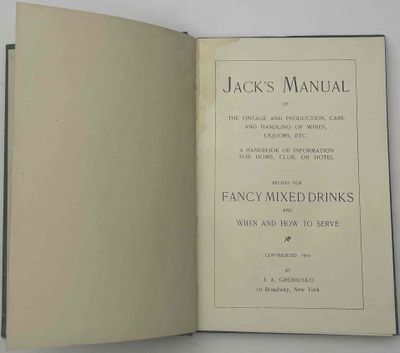 JACK'S MANUAL
ON
THE VINTAGE AND PRODUCTION, CARE
AND HANDLING OF WINES,
LIQUORS, ETC.
A HANDBOOK OF INFORMATION
FOR HOME, CLUB, OR HOTEL
RECIPES FOR
FANCY MIXED DRINKS
AND
WHEN AND HOW TO SERVE
COPYRIGHTED
BY
J. A. GROHUSKO
Broadway, New York